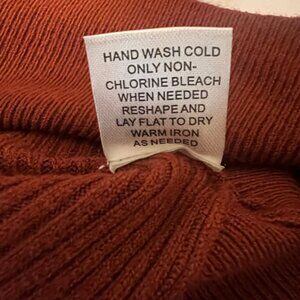 HAND WASH COLD
ONLY NON-
CHLORINE BLEACH
WHEN NEEDED
RESHAPE AND
LAY FLAT TO DRY
WARM IRON
AS NEEDED